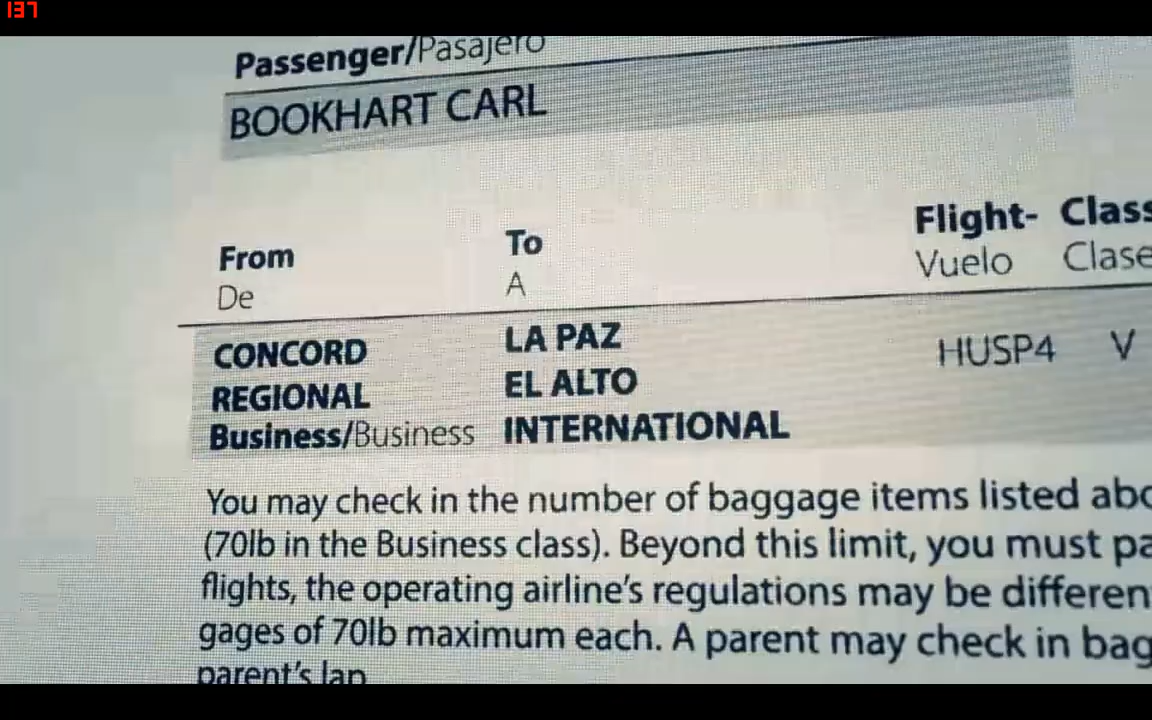 137
Passenger/Pasajero
BOOKHART CARL
From To Flight- Class
De A Vuelo Clase
CONCORD LA PAZ HUSP4 V
REGIONAL EL ALTO
Business/Business INTERNATIONAL
You may check in the number of baggage items listed abo
(70lb in the Business class). Beyond this limit, you must pa
flights, the operating airline's regulations may be differen
gages of 70lb maximum each. A parent may check in bag
parent's lap